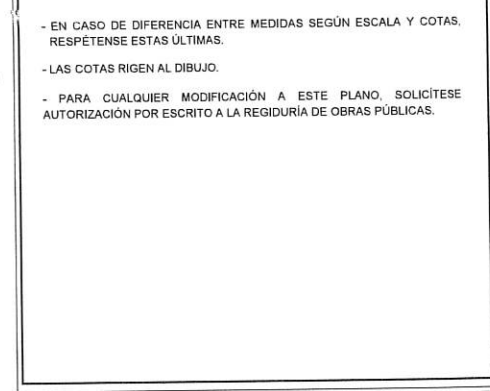 - EN CASO DE DIFERENCIA ENTRE MEDIDAS SEGÚN ESCALA Y COTAS,
RESPÉTENSE ESTAS ÚLTIMAS.
- LAS COTAS RIGEN AL DIBUJO.
- PARA CUALQUIER MODIFICACIÓN A ESTE PLANO, SOLICÍTESE
AUTORIZACIÓN POR ESCRITO A LA REGIDURÍA DE OBRAS PÚBLICAS.